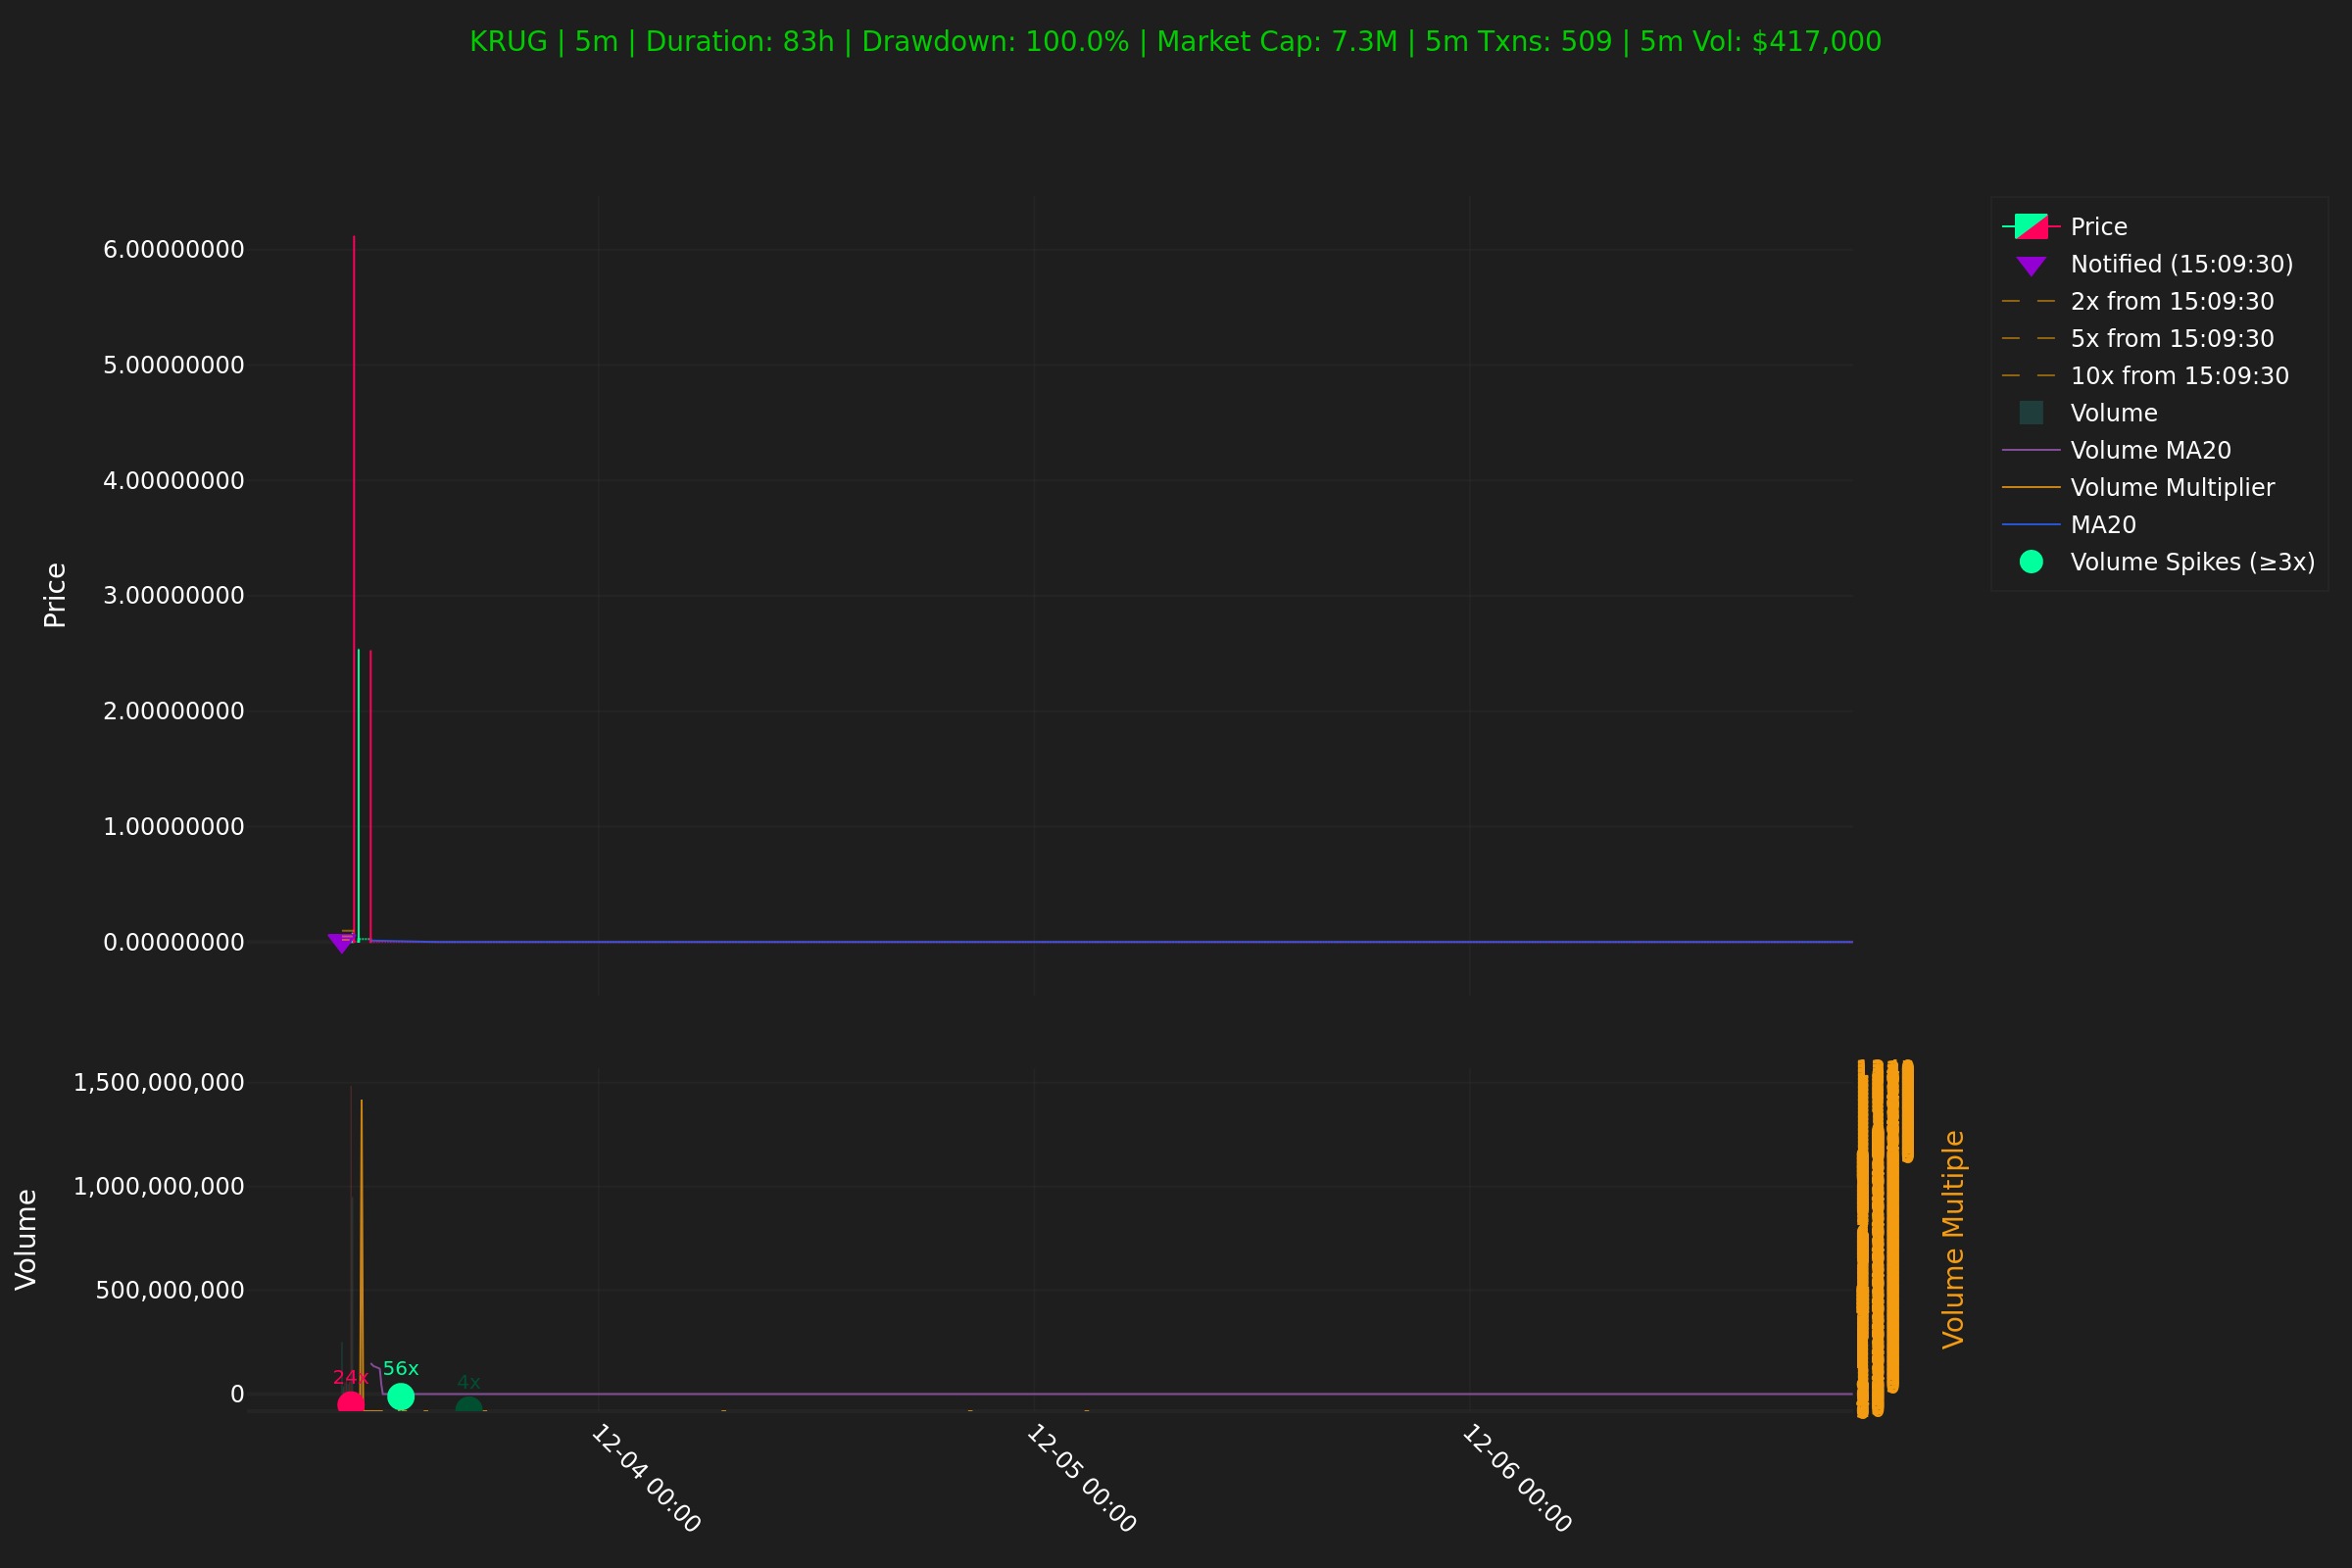 KRUG | 5m | Duration: 83h | Drawdown: 100.0% | Market Cap: 7.3M | 5m Txns: 509 | 5m Vol: $417,000
Price
6.00000000
5.00000000
4.00000000
3.00000000
2.00000000
1.00000000
0.00000000
Price
Notified (15:09:30)
2x from 15:09:30
5x from 15:09:30
10x from 15:09:30
Volume
Volume MA20
Volume Multiplier
MA20
Volume Spikes (≥3x)
Volume
1,500,000,000
1,000,000,000
500,000,000
0
24x
56x
4x
Volume Multiple
12-04 00:00
12-05 00:00
12-06 00:00